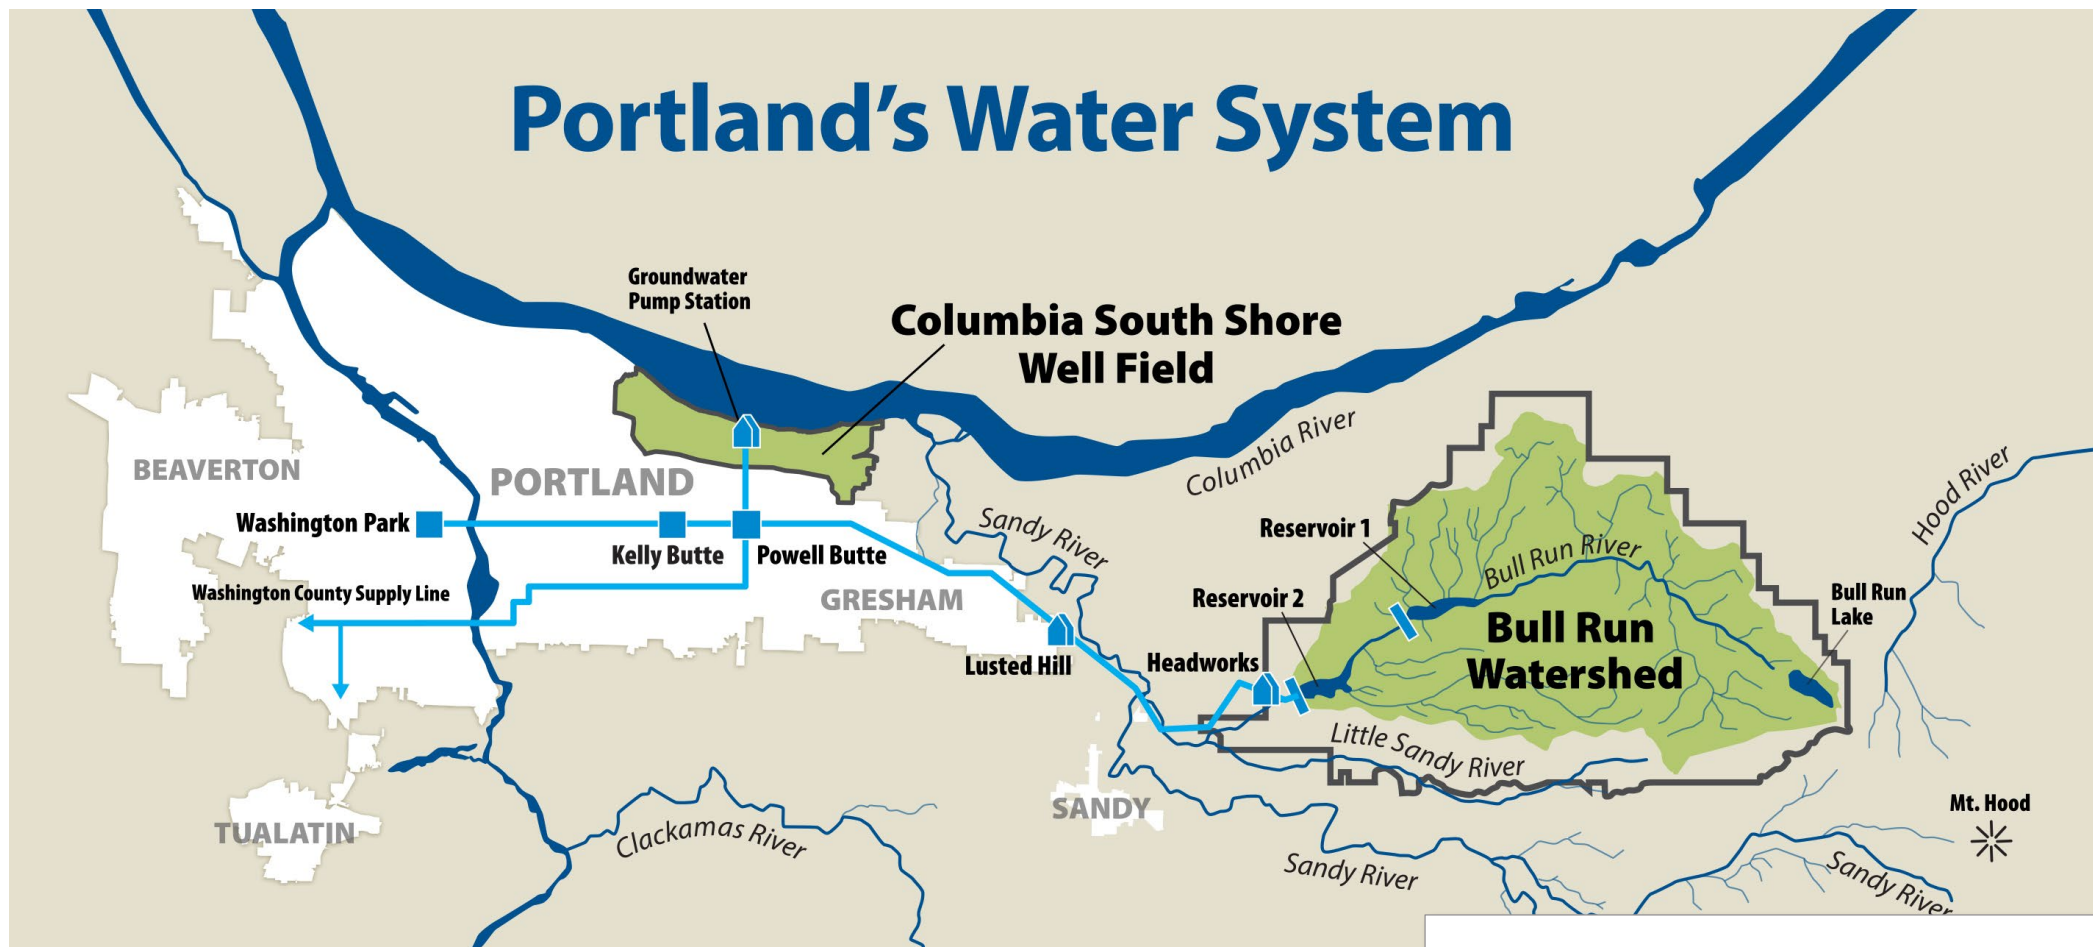 Portland's Water System
Groundwater
Pump Station
Columbia South Shore
Well Field
Columbia River
BEAVERTON
PORTLAND
Washington Park
Kelly Butte
Powell Butte
Washington County Supply Line
GRESHAM
Sandy River
Lusted Hill
Headworks
Reservoir 1
Reservoir 2
Bull Run River
Bull Run
Watershed
Bull Run
Lake
Hood River
Little Sandy River
Mt. Hood
SANDY
TUALATIN
Clackamas River
Sandy River
Sandy River